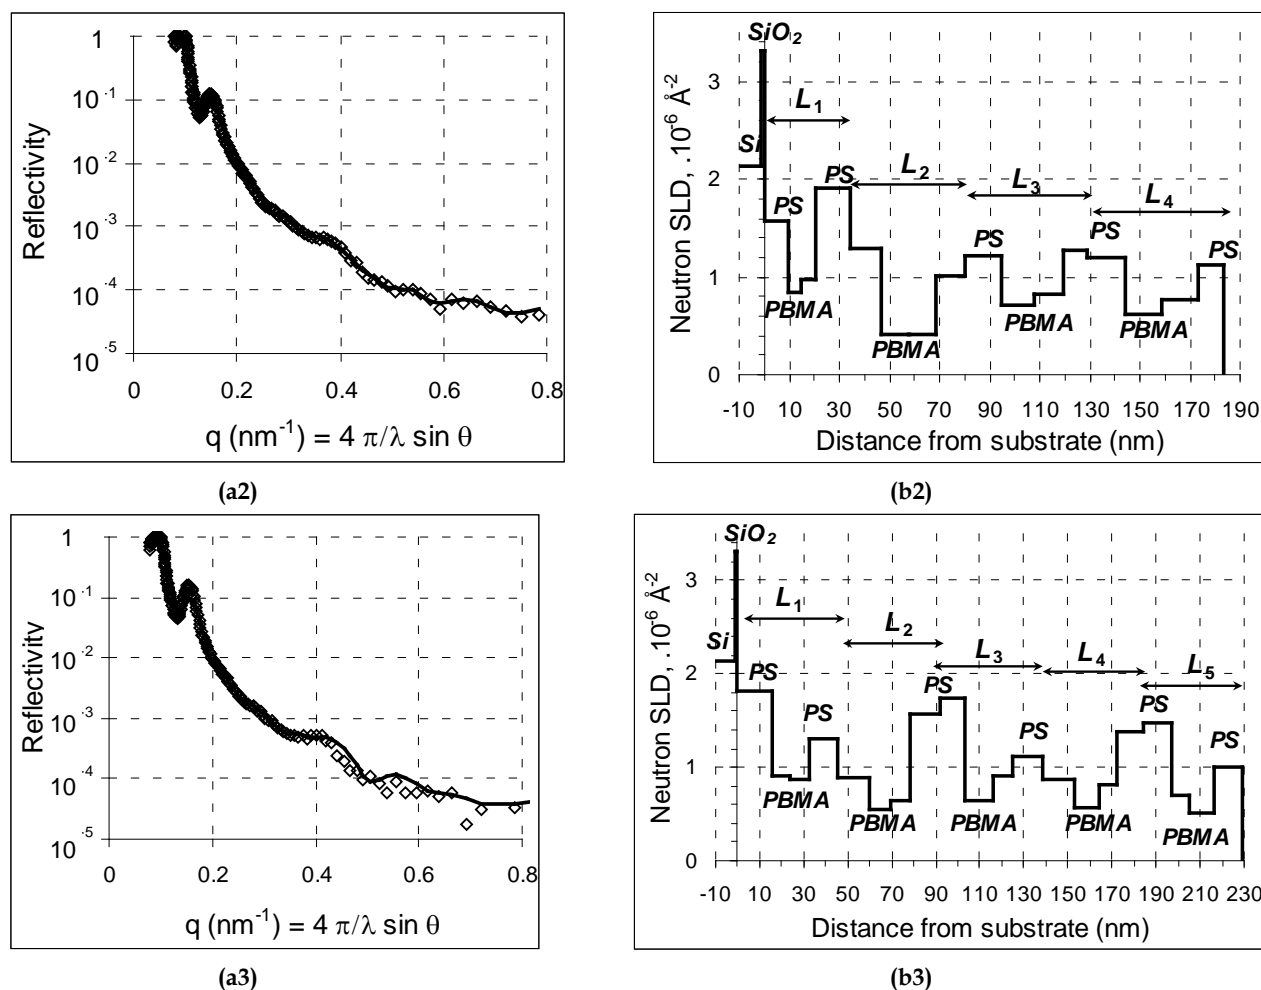 1
10⁻¹
10⁻²
10⁻³
10⁻⁴
10⁻⁵
Reflectivity
0 0.2 0.4 0.6 0.8
q (nm⁻¹) = 4 π/λ sin θ
(a2)
SiO₂
3
L₁
Si
2
PS
L₂
L₃
L₄
PS
PS
PS
PS
1
PBMA
PBMA
PBMA
PBMA
0
Neutron SLD, .10⁻⁶ Å⁻²
-10 10 30 50 70 90 110 130 150 170 190
Distance from substrate (nm)
(b2)
1
10⁻¹
10⁻²
10⁻³
10⁻⁴
10⁻⁵
Reflectivity
0 0.2 0.4 0.6 0.8
q (nm⁻¹) = 4 π/λ sin θ
(a3)
SiO₂
3
L₁
L₂
L₃
L₄
L₅
Si
2
PS
PS
PS
PS
PS
1
PBMA
PBMA
PBMA
PBMA
PBMA
0
Neutron SLD, .10⁻⁶ Å⁻²
-10 10 30 50 70 90 110 130 150 170 190 210 230
Distance from substrate (nm)
(b3)